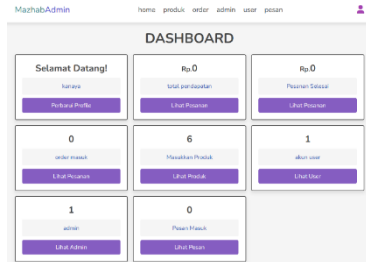 MazhabAdmin
home produk order admin user pesan
DASHBOARD
Selamat Datang!
kanaya
Perbarui Profile
Rp.0
total pendapatan
Lihat Pesanan
Rp.0
Pesanan Selesai
Lihat Pesanan
0
order masuk
Lihat Pesanan
6
Masukkan Produk
Lihat Produk
1
akun user
Lihat User
1
admin
Lihat Admin
0
Pesan Masuk
Lihat Pesan